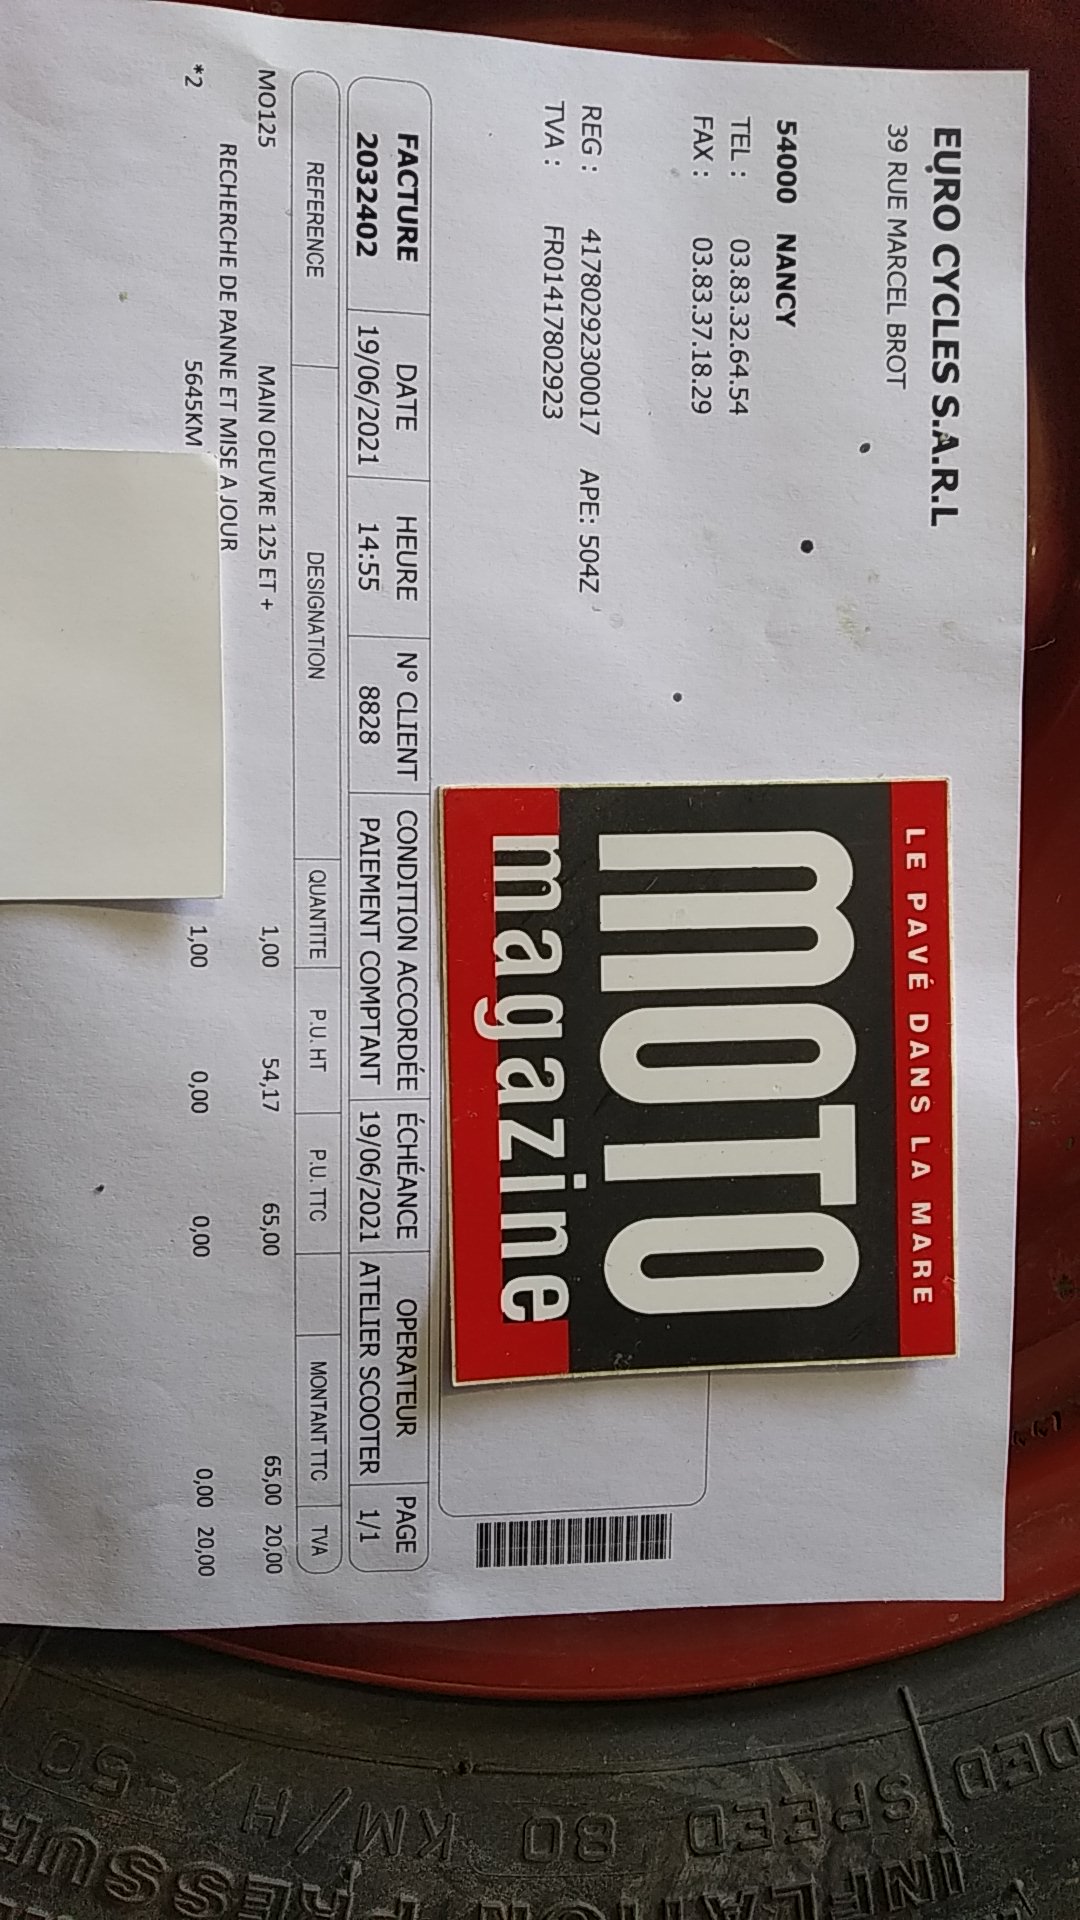 EURO CYCLES S.A.R.L
39 RUE MARCEL BROT
54000 NANCY
TEL : 03.83.32.64.54
FAX : 03.83.37.18.29
REG : 41780292300017 APE: 504Z
TVA : FR01417802923
LE PAVÉ DANS LA MARE
MOTO
magazine
FACTURE DATE HEURE N° CLIENT CONDITION ACCORDÉE ÉCHÉANCE OPERATEUR PAGE
2032402 19/06/2021 14:55 8828 PAIEMENT COMPTANT 19/06/2021 ATELIER SCOOTER 1/1
REFERENCE DESIGNATION QUANTITE P.U. HT P.U. TTC MONTANT TTC TVA
MO125 MAIN OEUVRE 125 ET + 1,00 54,17 65,00 65,00 20,00
RECHERCHE DE PANNE ET MISE A JOUR
*2 5645KM 1,00 0,00 0,00 0,00 20,00
DED SPEED 80 KM/H -50
INFLATION PRESSUR